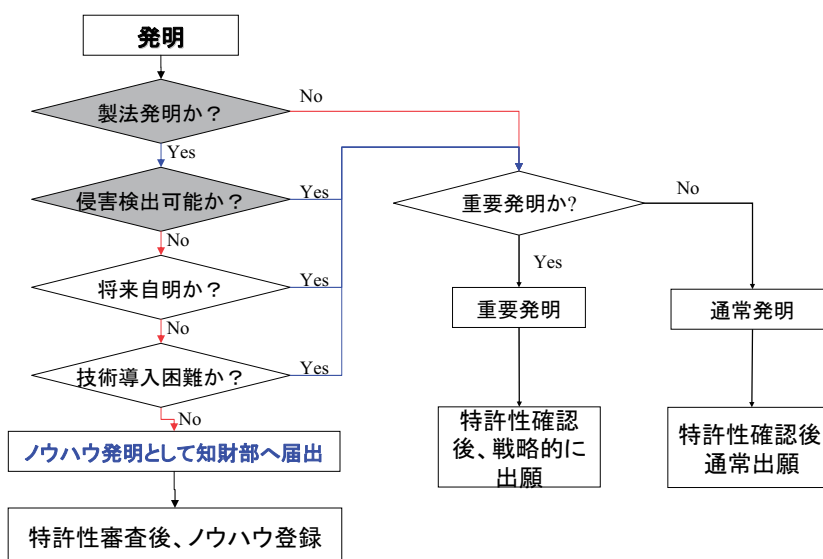 発明
製法発明か？
No
Yes
侵害検出可能か？
Yes
No
将来自明か？
Yes
No
技術導入困難か？
Yes
No
ノウハウ発明として知財部へ届出
特許性審査後、ノウハウ登録
重要発明か?
No
Yes
重要発明
通常発明
特許性確認
後、戦略的に
出願
特許性確認後
通常出願